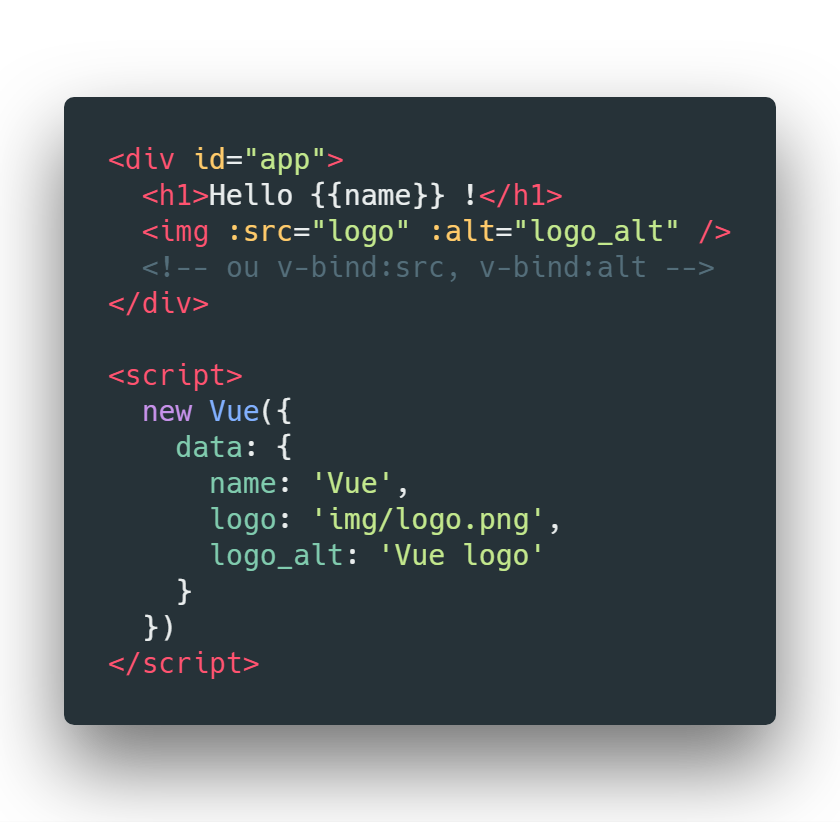 <div id="app">
  <h1>Hello {{name}} !</h1>
  <img :src="logo" :alt="logo_alt" />
  <!-- ou v-bind:src, v-bind:alt -->
</div>

<script>
  new Vue({
    data: {
      name: 'Vue',
      logo: 'img/logo.png',
      logo_alt: 'Vue logo'
    }
  })
</script>